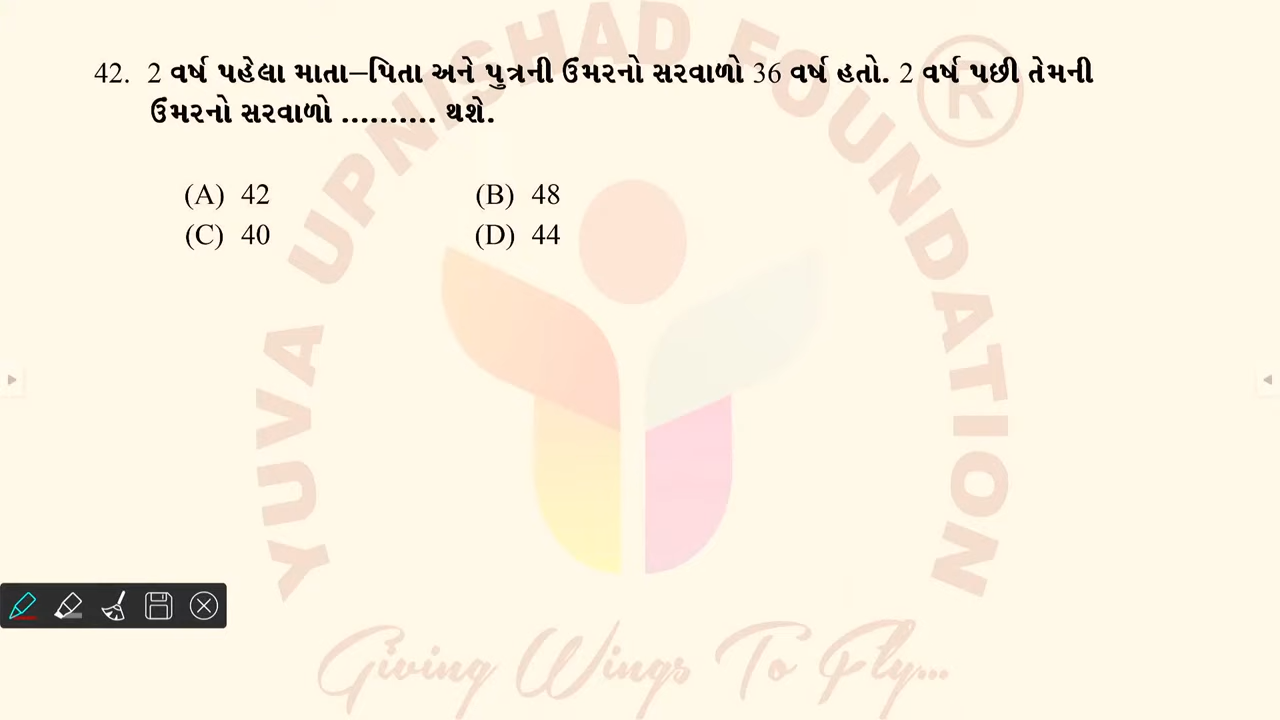 42. 2 વર્ષ પહેલા માતા–પિતા અને પુત્રની ઉંમરનો સરવાળો 36 વર્ષ હતો. 2 વર્ષ પછી તેમની
ઉંમરનો સરવાળો .......... થશે.
(A) 42 (B) 48
(C) 40 (D) 44
YUVA UPNISHAD FOUNDATION
R
Giving Wings To Fly...